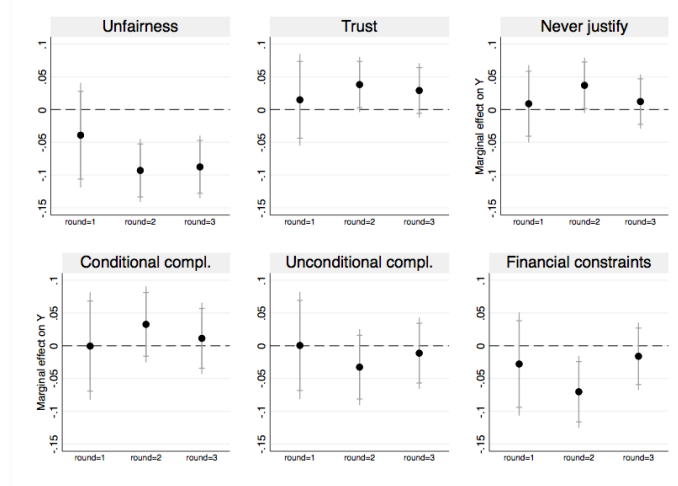 Unfairness
.1
.05
0
-.05
-.1
-.15
round=1 round=2 round=3
Trust
.1
.05
0
-.05
-.1
-.15
round=1 round=2 round=3
Never justify
Marginal effect on Y
.1
.05
0
-.05
-.1
-.15
round=1 round=2 round=3
Conditional compl.
Marginal effect on Y
.1
.05
0
-.05
-.1
-.15
round=1 round=2 round=3
Unconditional compl.
.1
.05
0
-.05
-.1
-.15
round=1 round=2 round=3
Financial constraints
.1
.05
0
-.05
-.1
-.15
round=1 round=2 round=3